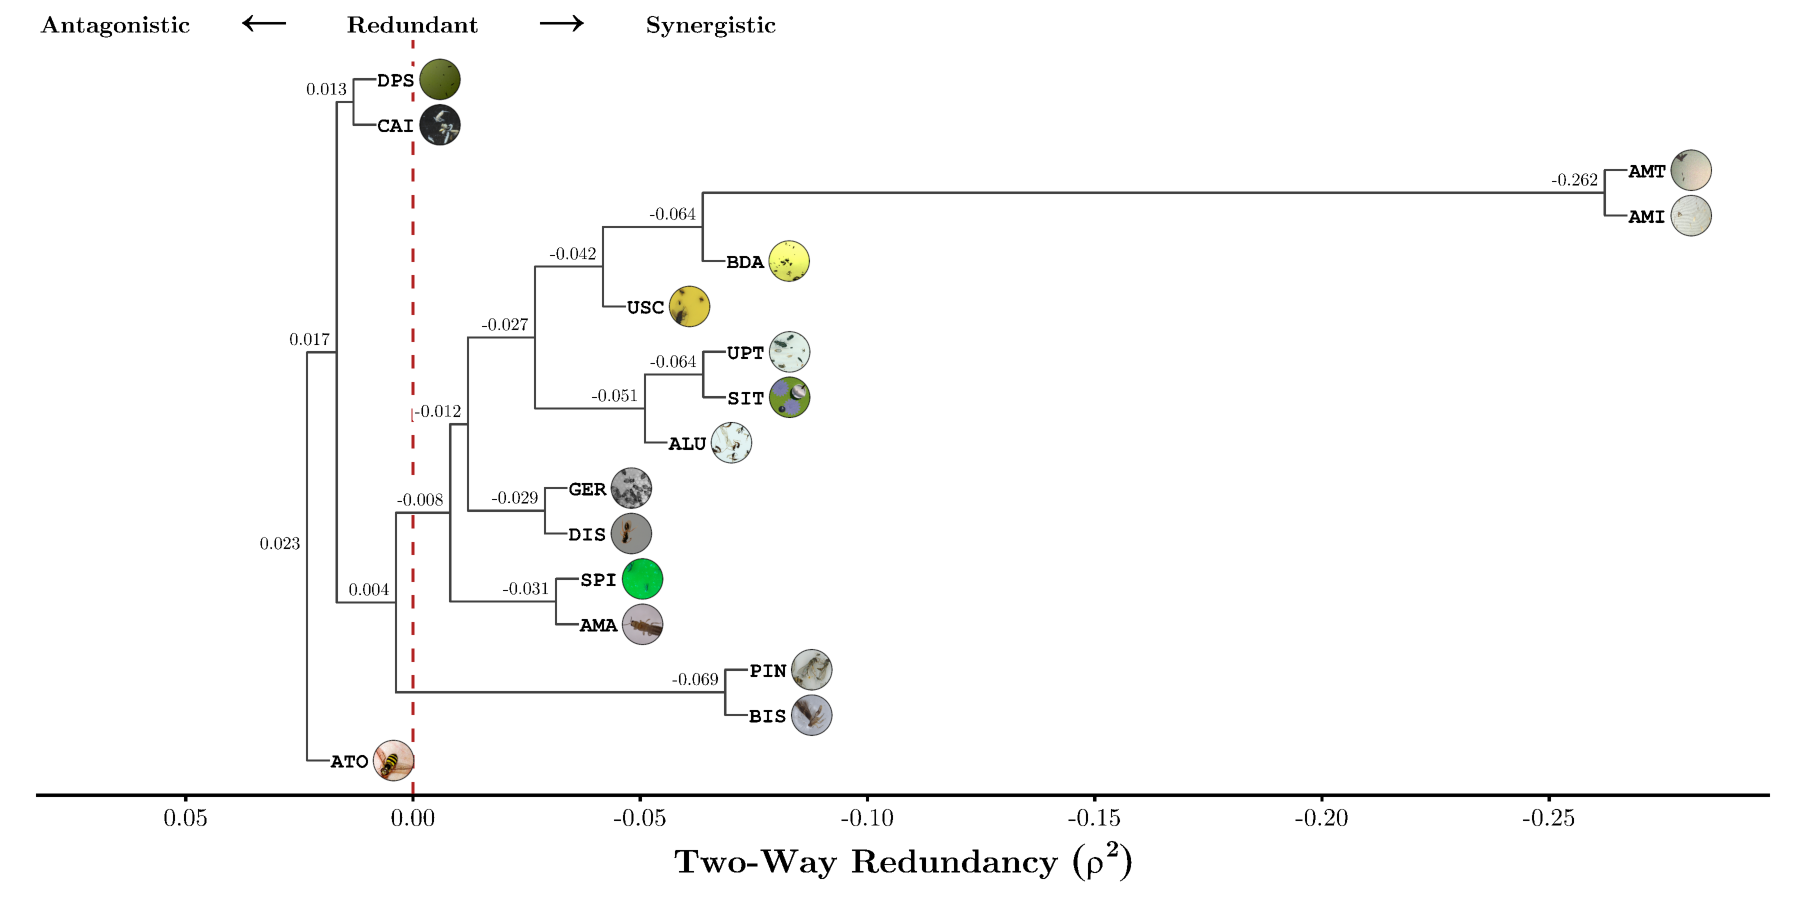 Antagonistic ← Redundant → Synergistic
DPS
0.013
CAI
AMT
-0.262
AMI
-0.064
-0.042
BDA
USC
-0.027
0.017
UPT
-0.064
SIT
-0.051
-0.012
ALU
GER
-0.029
-0.008
DIS
0.023
SPI
-0.031
0.004
AMA
PIN
-0.069
BIS
ATO
0.05 0.00 -0.05 -0.10 -0.15 -0.20 -0.25
Two-Way Redundancy (ρ²)